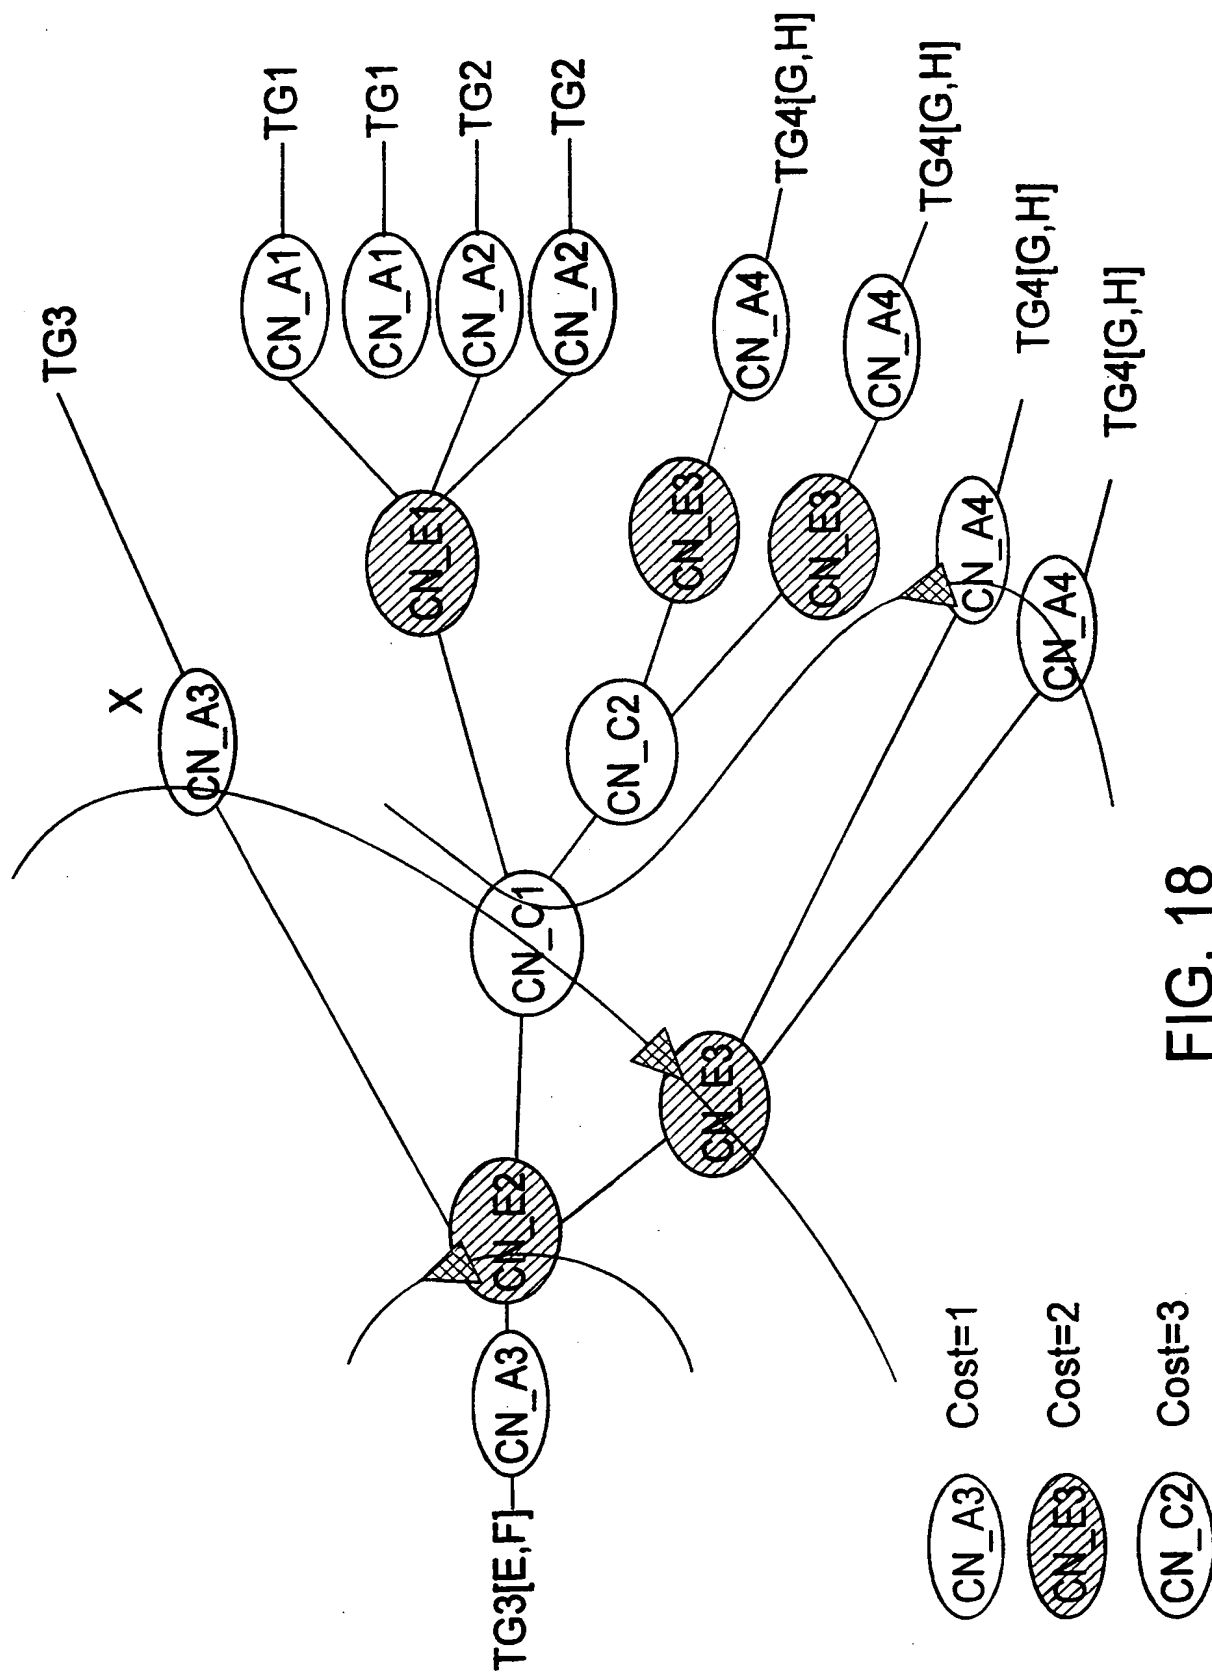 TG3
X
CN_A3
CN_A1
TG1
CN_A1
TG1
CN_A2
TG2
CN_A2
TG2
CN_E1
CN_C1
CN_C2
CN_E3
CN_A4
TG4[G,H]
CN_E3
CN_A4
TG4[G,H]
CN_A4
TG4[G,H]
CN_A4
TG4[G,H]
CN_E2
CN_E3
TG3[E,F]
CN_A3
CN_A3 Cost=1
CN_E3 Cost=2
CN_C2 Cost=3
FIG. 18